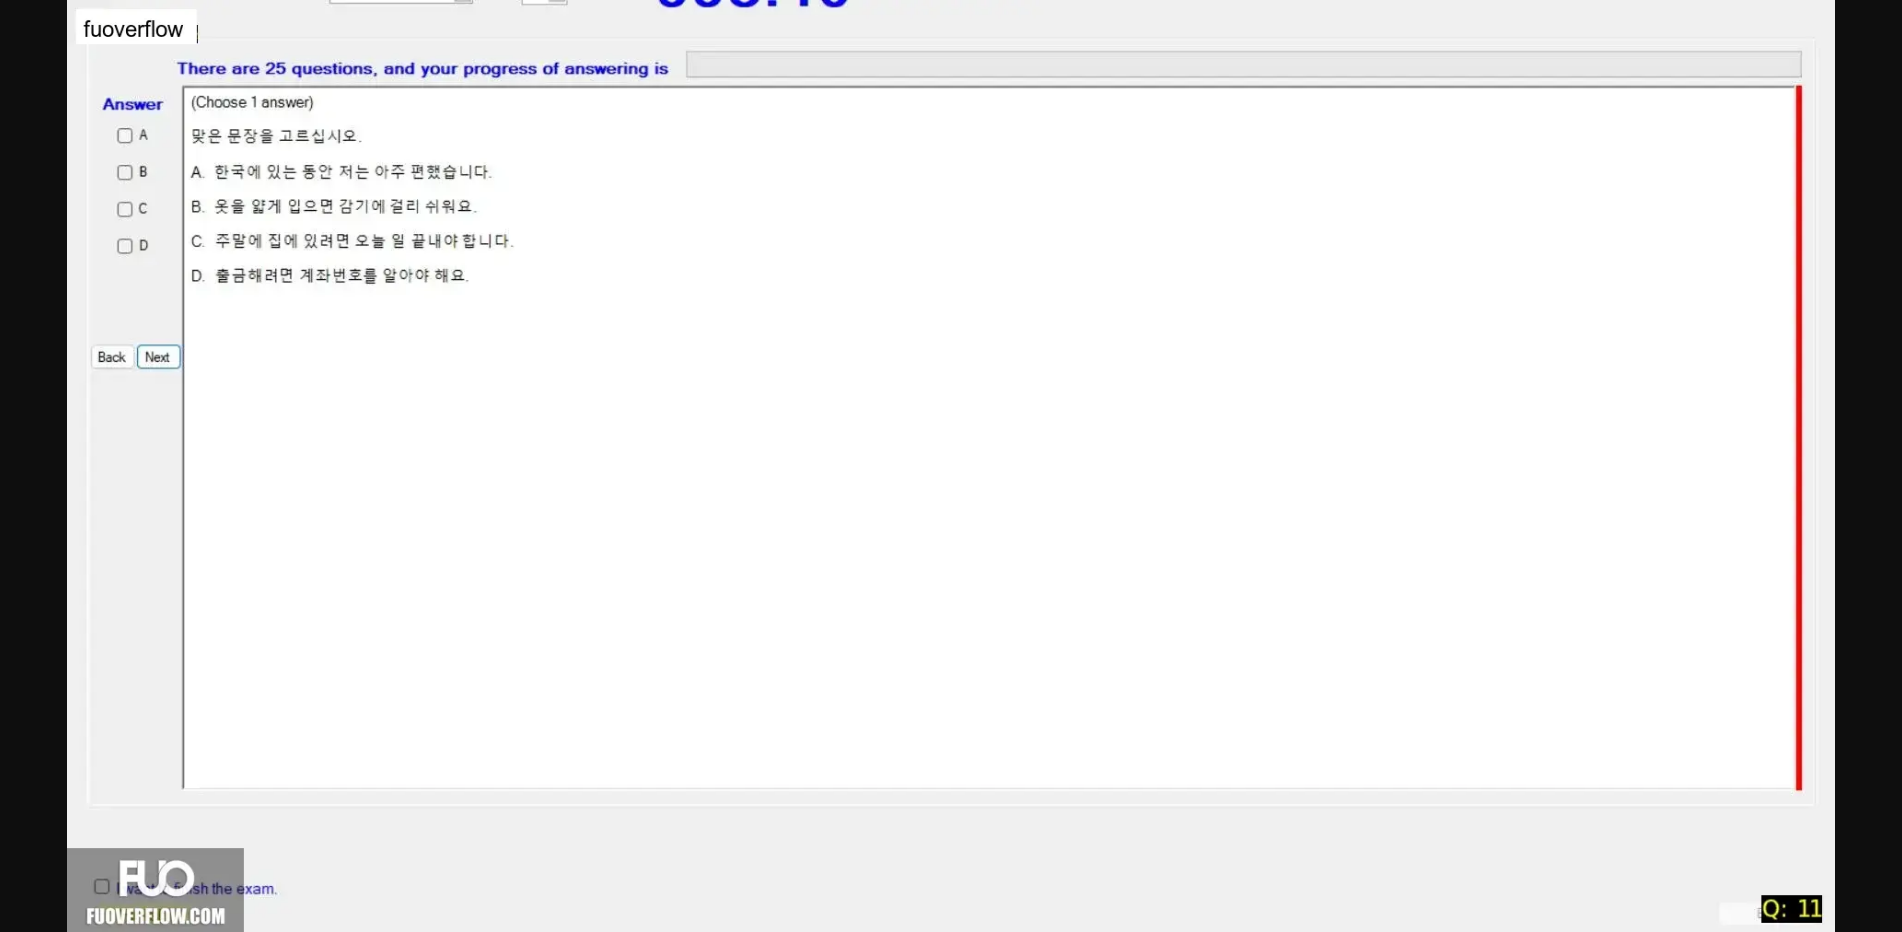 fuoverflow
There are 25 questions, and your progress of answering is
Answer
(Choose 1 answer)
맞은 문장을 고르십시오.
A
A. 한국에 있는 동안 저는 아주 편했습니다.
B
B. 옷을 얇게 입으면 감기에 걸리 쉬워요.
C
C. 주말에 집에 있려면 오늘 일 끝내야 합니다.
D
D. 출금해려면 계좌번호를 알아야 해요.
Back Next
FUO
finish the exam.
FUOVERFLOW.COM
Q: 11